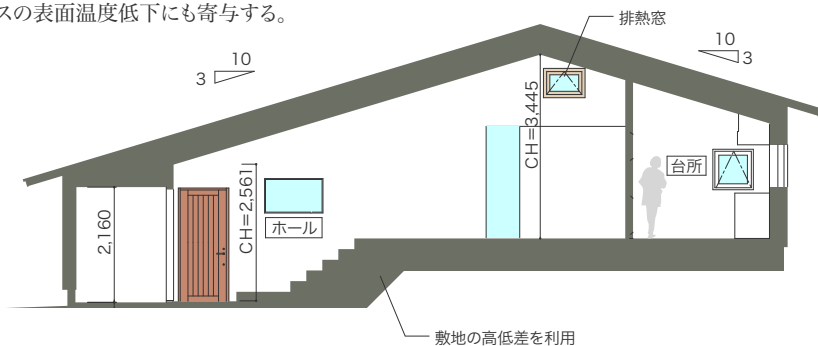 スの表面温度低下にも寄与する。
排熱窓
10
3
10
3
CH=3,445
台所
CH=2,561
ホール
2,160
敷地の高低差を利用